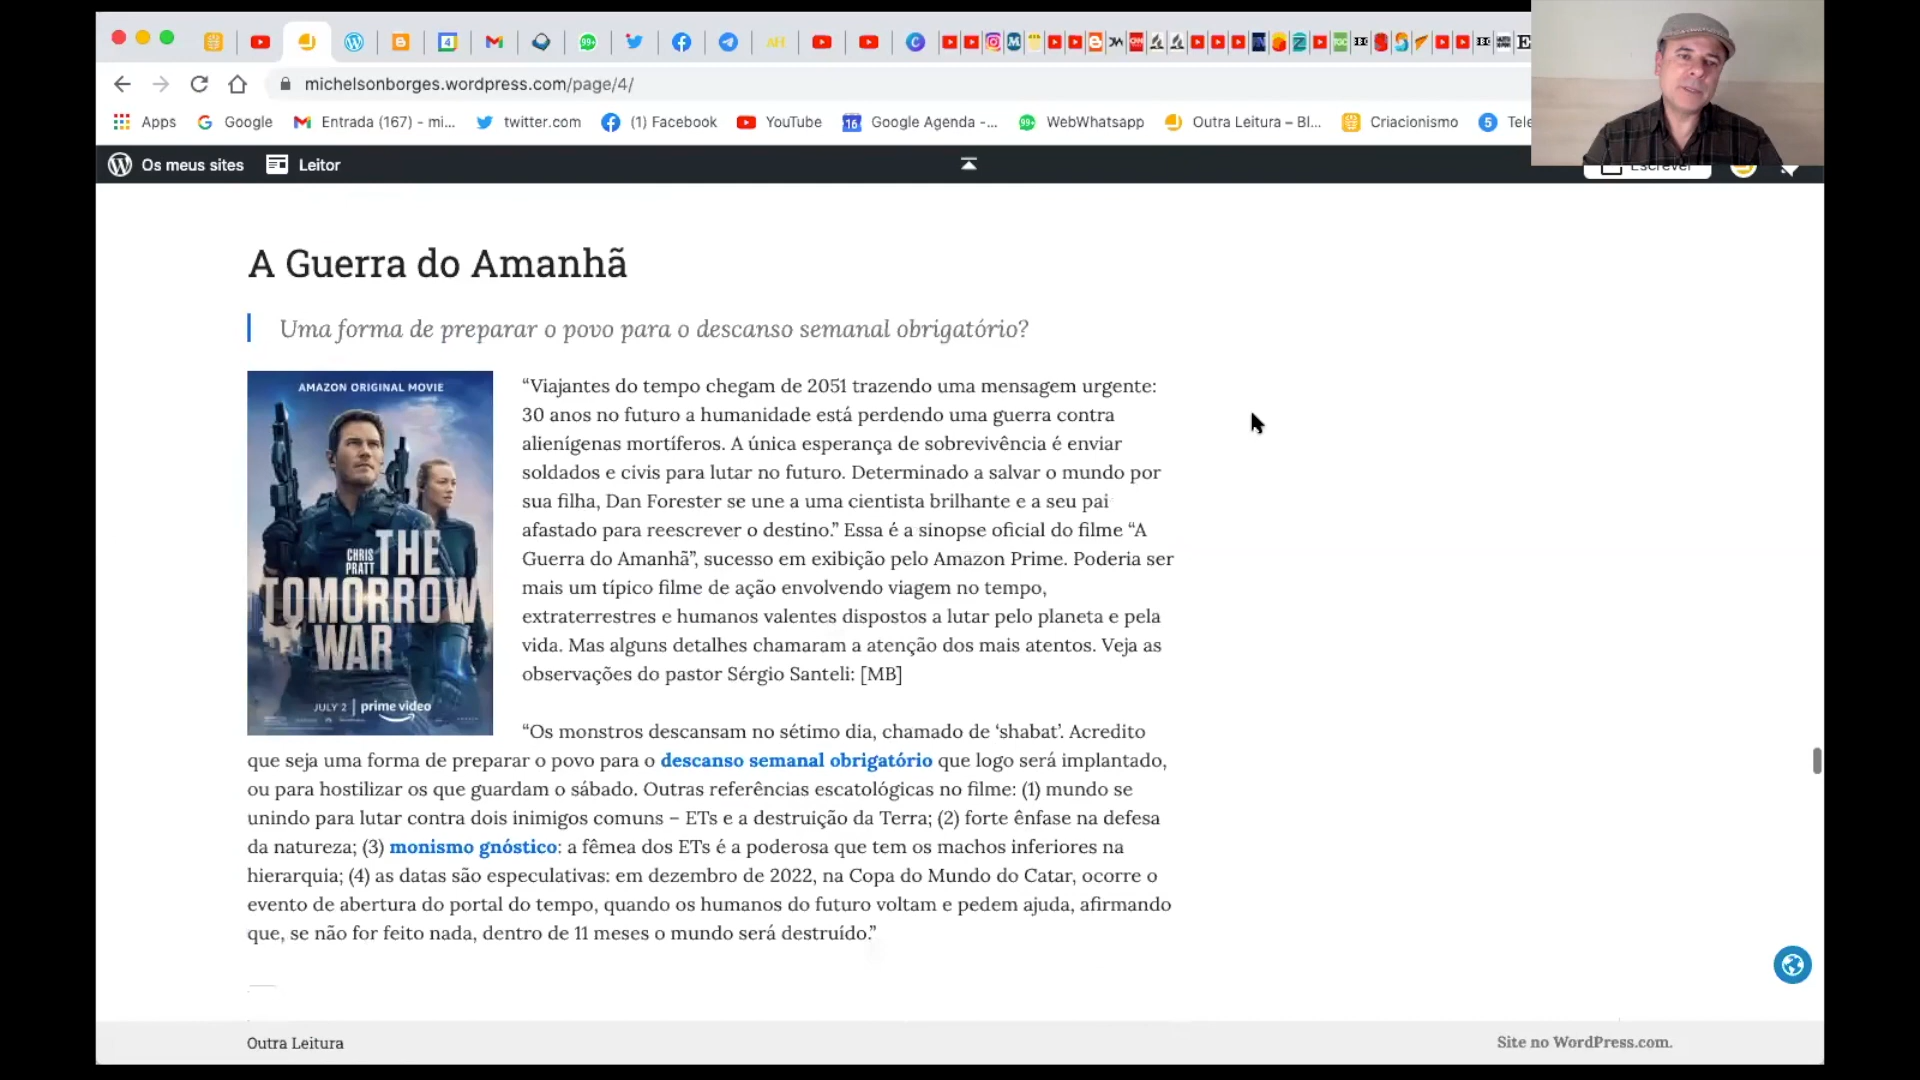 michelsonborges.wordpress.com/page/4/
Apps
Google
Entrada (167) - mi...
twitter.com
(1) Facebook
YouTube
16
Google Agenda -...
99+
WebWhatsapp
Outra Leitura – Bl...
Criacionismo
5
Os meus sites
Leitor
Escrever
A Guerra do Amanhã
Uma forma de preparar o povo para o descanso semanal obrigatório?
AMAZON ORIGINAL MOVIE
CHRIS
PRATT
THE
TOMORROW
WAR
JULY 2 | prime video
“Viajantes do tempo chegam de 2051 trazendo uma mensagem urgente:
30 anos no futuro a humanidade está perdendo uma guerra contra
alienígenas mortíferos. A única esperança de sobrevivência é enviar
soldados e civis para lutar no futuro. Determinado a salvar o mundo por
sua filha, Dan Forester se une a uma cientista brilhante e a seu pai
afastado para reescrever o destino.” Essa é a sinopse oficial do filme “A
Guerra do Amanhã”, sucesso em exibição pelo Amazon Prime. Poderia ser
mais um típico filme de ação envolvendo viagem no tempo,
extraterrestres e humanos valentes dispostos a lutar pelo planeta e pela
vida. Mas alguns detalhes chamaram a atenção dos mais atentos. Veja as
observações do pastor Sérgio Santeli: [MB]
“Os monstros descansam no sétimo dia, chamado de ‘shabat’. Acredito
que seja uma forma de preparar o povo para o descanso semanal obrigatório que logo será implantado,
ou para hostilizar os que guardam o sábado. Outras referências escatológicas no filme: (1) mundo se
unindo para lutar contra dois inimigos comuns – ETs e a destruição da Terra; (2) forte ênfase na defesa
da natureza; (3) monismo gnóstico: a fêmea dos ETs é a poderosa que tem os machos inferiores na
hierarquia; (4) as datas são especulativas: em dezembro de 2022, na Copa do Mundo do Catar, ocorre o
evento de abertura do portal do tempo, quando os humanos do futuro voltam e pedem ajuda, afirmando
que, se não for feito nada, dentro de 11 meses o mundo será destruído.”
Outra Leitura
Site no WordPress.com.